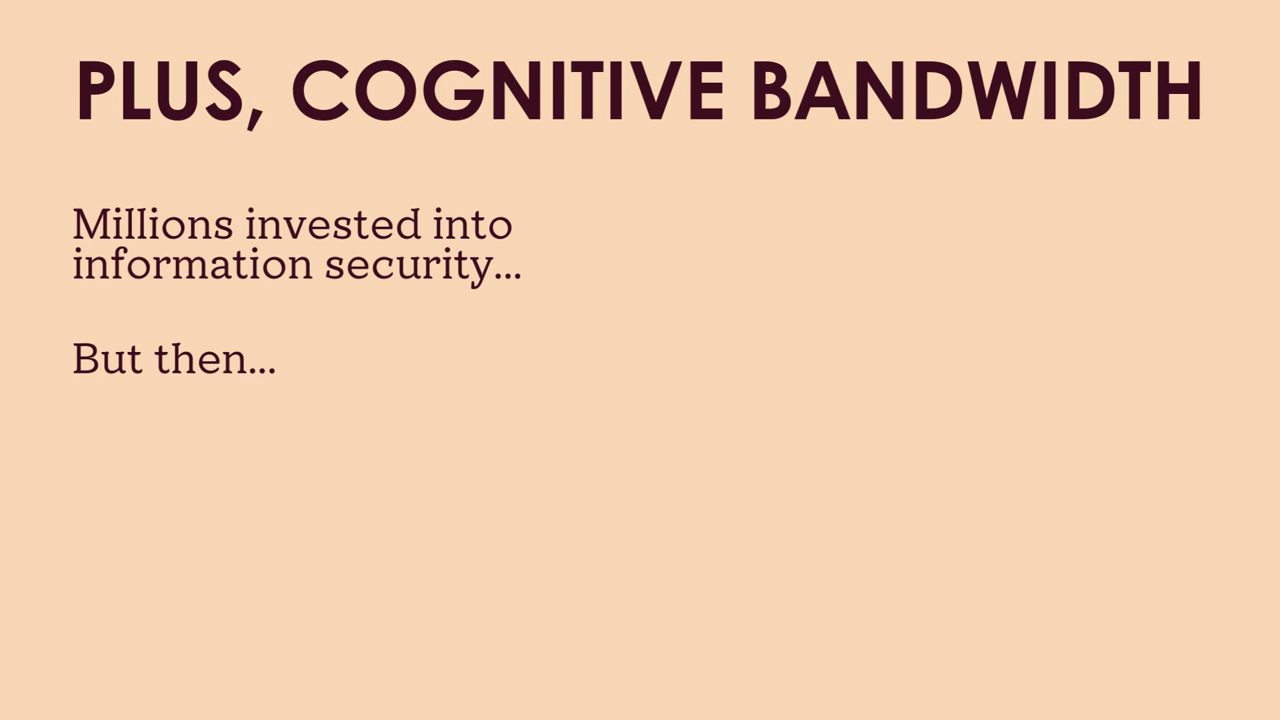 PLUS, COGNITIVE BANDWIDTH
Millions invested into
information security...
But then...